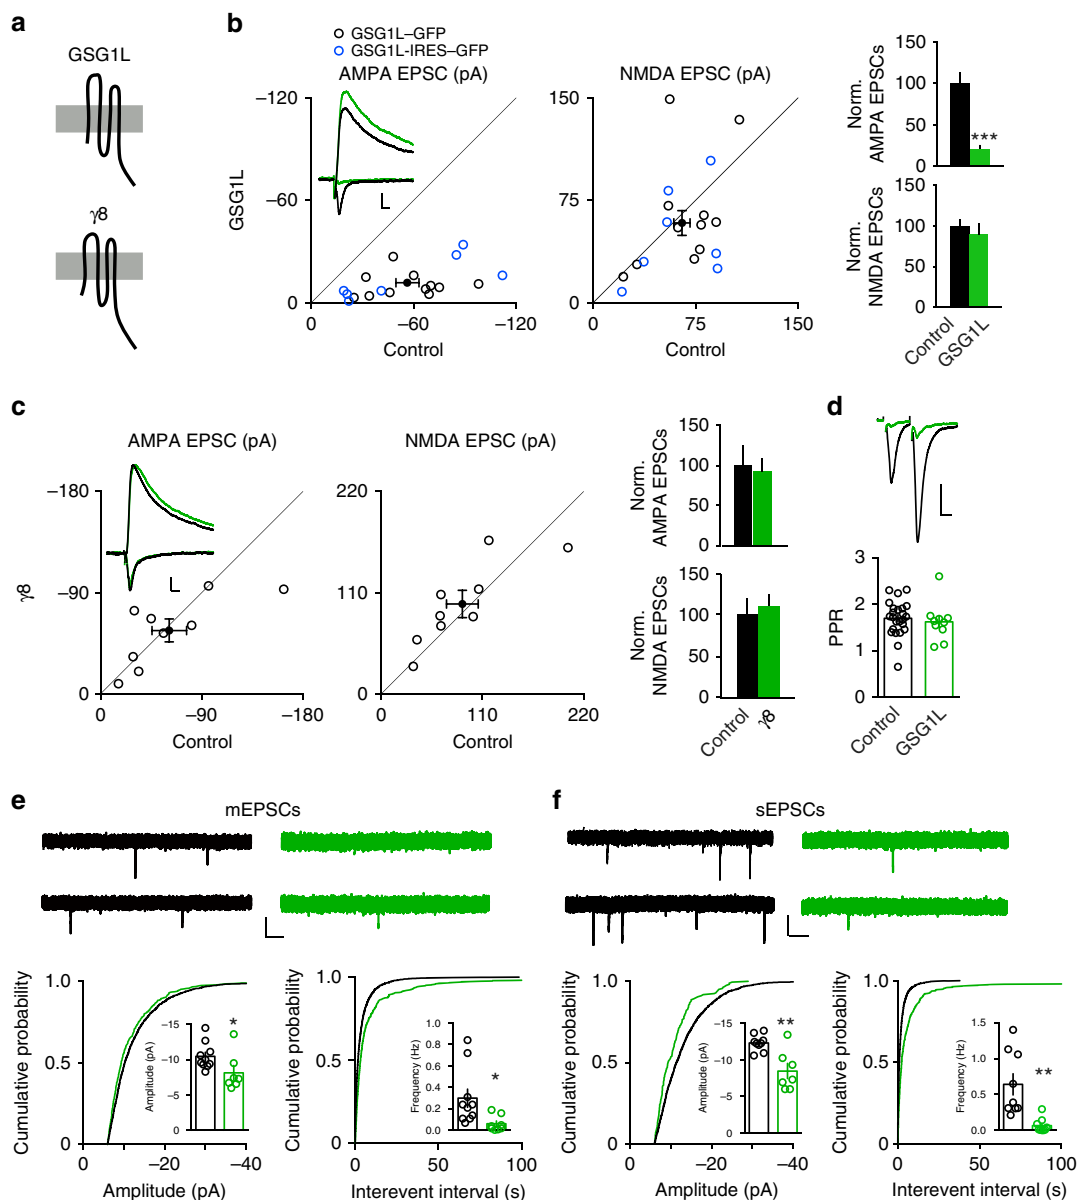 a
GSG1L
γ8
b
GSG1L–GFP
GSG1L-IRES–GFP
AMPA EPSC (pA)
–120
–60
0
GSG1L
0
–60
–120
Control
NMDA EPSC (pA)
150
75
0
0
75
150
Control
Norm.
AMPA EPSCs
150
100
50
0
***
Norm.
NMDA EPSCs
150
100
50
0
Control
GSG1L
c
AMPA EPSC (pA)
–180
–90
0
γ8
0
–90
–180
Control
NMDA EPSC (pA)
220
110
0
0
110
220
Control
Norm.
AMPA EPSCs
150
100
50
0
Norm.
NMDA EPSCs
150
100
50
0
Control
γ8
d
PPR
3
2
1
0
Control
GSG1L
e
mEPSCs
Cumulative probability
1.0
0.5
0
0
–20
–40
Amplitude (pA)
Amplitude (pA)
–15
–10
–5
0
*
Cumulative probability
1.0
0.5
0
0
50
100
Interevent interval (s)
Frequency (Hz)
1.0
0.8
0.6
0.4
0.2
0
*
f
sEPSCs
Cumulative probability
1.0
0.5
0
0
–20
–40
Amplitude (pA)
Amplitude (pA)
–15
–10
–5
0
**
Cumulative probability
1.0
0.5
0
0
50
100
Interevent interval (s)
Frequency (Hz)
1.5
1.0
0.5
0
**